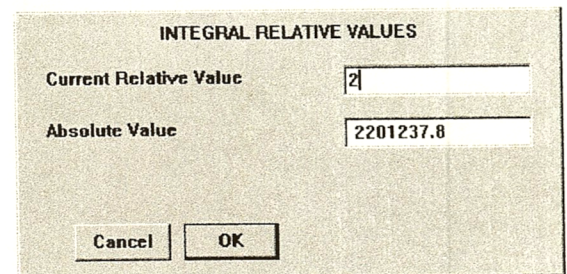 INTEGRAL RELATIVE VALUES
Current Relative Value 2
Absolute Value 2201237.8
Cancel OK